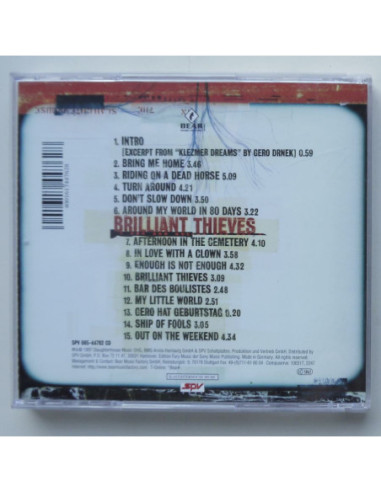 BEAR
1. INTRO
[EXCERPT FROM "KLEZMER DREAMS" BY GERO DRNEK] 0.59
2. BRING ME HOME 3.46
3. RIDING ON A DEAD HORSE 5.09
4. TURN AROUND 4.21
5. DON'T SLOW DOWN 3.50
6. AROUND MY WORLD IN 80 DAYS 3.22
BRILLIANT THIEVES
7. AFTERNOON IN THE CEMETERY 4.10
8. IN LOVE WITH A CLOWN 3.58
9. ENOUGH IS NOT ENOUGH 4.32
10. BRILLIANT THIEVES 3.09
11. BAR DES BOULISTES 3.48
12. MY LITTLE WORLD 2.51
13. GERO HAT GEBURTSTAG 5.20
14. SHIP OF FOOLS 3.05
15. OUT ON THE WEEKEND 4.34
SPV